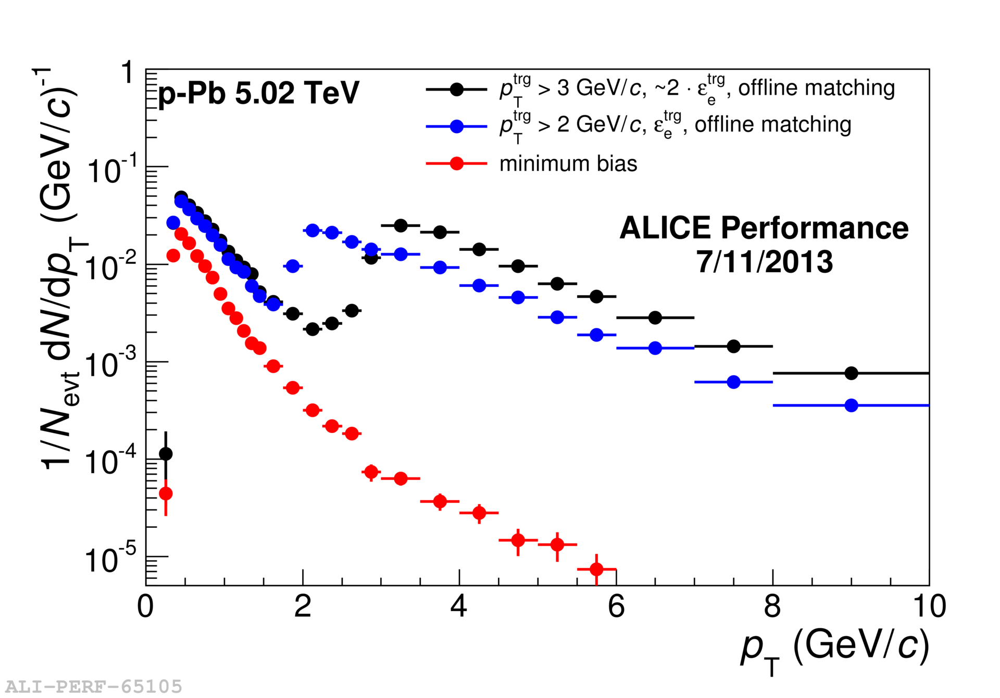 1/N_evt dN/dp_T (GeV/c)^-1
1
10^-1
10^-2
10^-3
10^-4
10^-5
p-Pb 5.02 TeV
p_T^trg > 3 GeV/c, ~2 · ε_e^trg, offline matching
p_T^trg > 2 GeV/c, ε_e^trg, offline matching
minimum bias
ALICE Performance
7/11/2013
0 2 4 6 8 10
p_T (GeV/c)
ALI-PERF-65105